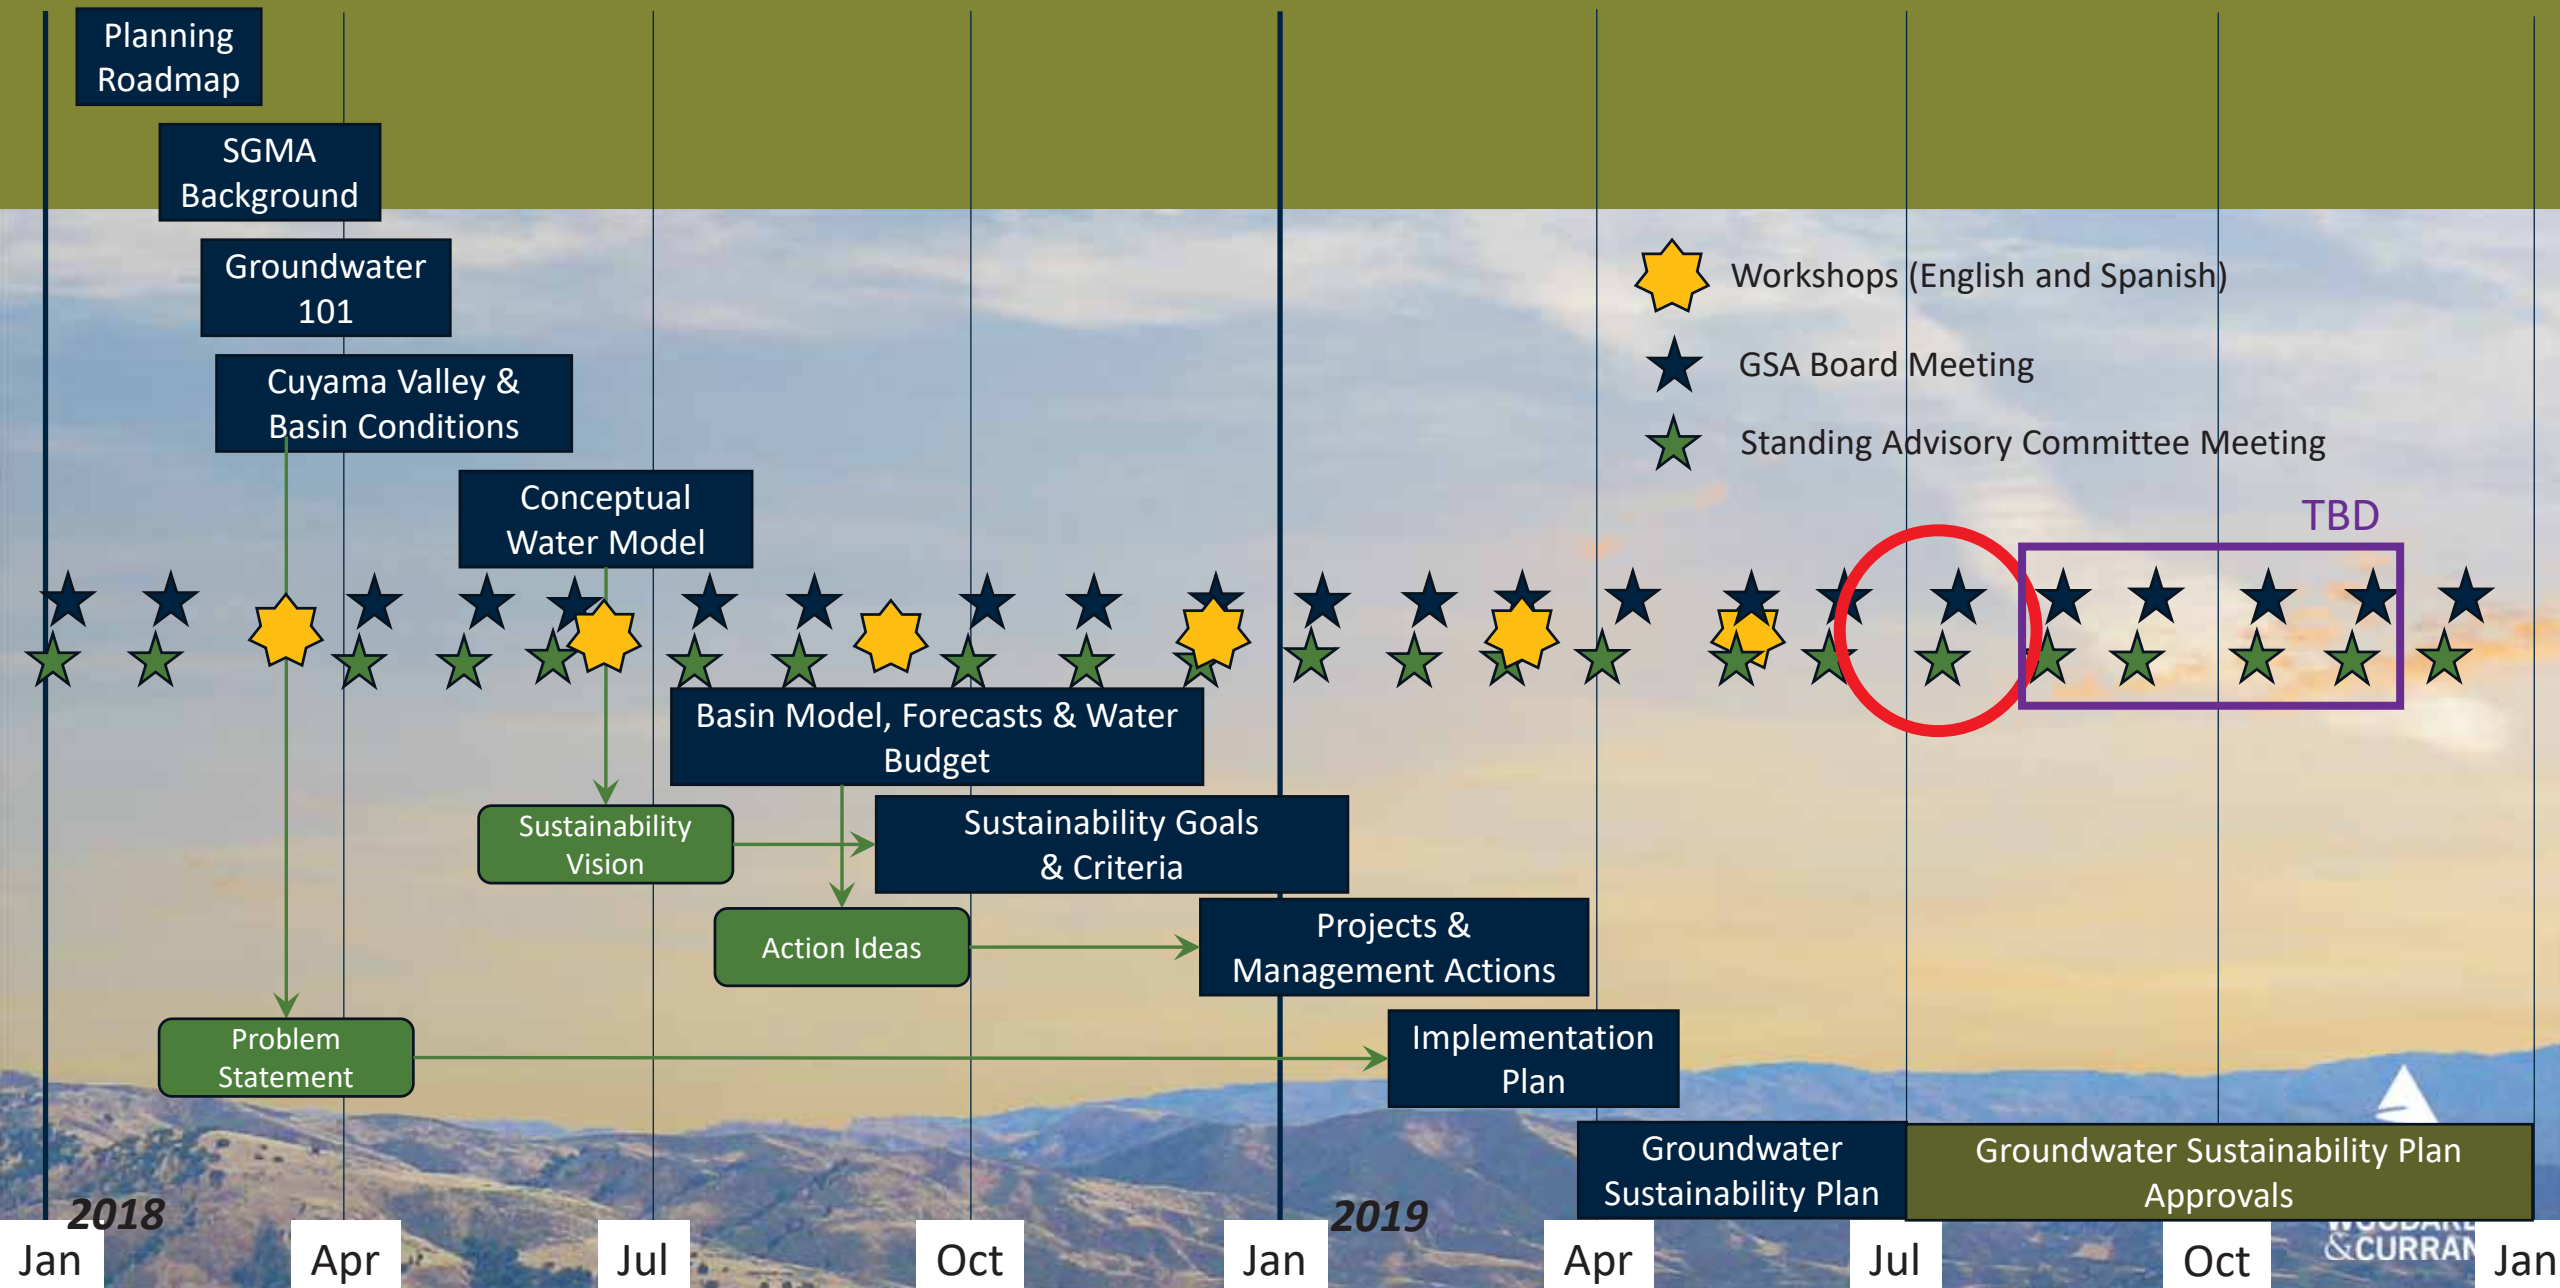 Planning
Roadmap
SGMA
Background
Groundwater
101
Cuyama Valley &
Basin Conditions
Conceptual
Water Model
Workshops (English and Spanish)
GSA Board Meeting
Standing Advisory Committee Meeting
TBD
Basin Model, Forecasts & Water
Budget
Sustainability
Vision
Sustainability Goals
& Criteria
Action Ideas
Projects &
Management Actions
Problem
Statement
Implementation
Plan
Groundwater
Sustainability Plan
Groundwater Sustainability Plan
Approvals
2018
2019
Jan
Apr
Jul
Oct
Jan
Apr
Jul
Oct
Jan
&CURRAN